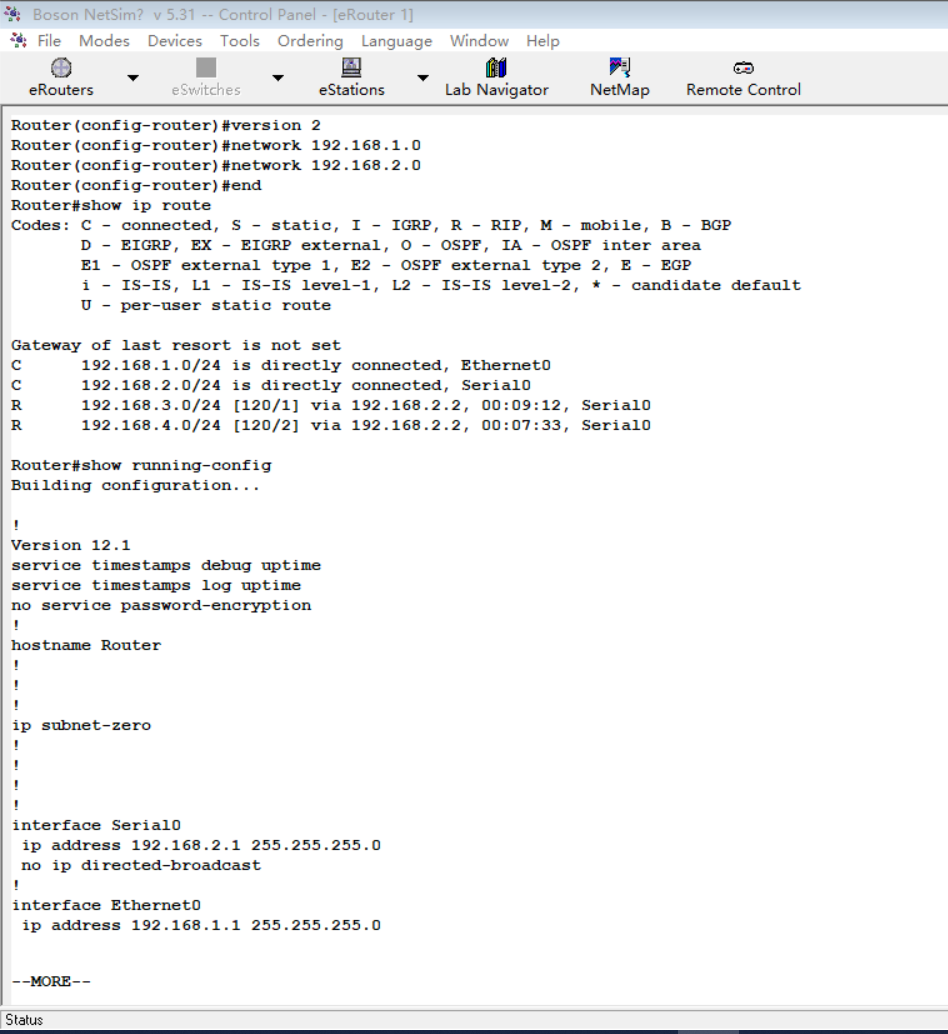 Boson NetSim? v 5.31 -- Control Panel - [eRouter 1]
File Modes Devices Tools Ordering Language Window Help
eRouters eSwitches eStations Lab Navigator NetMap Remote Control
Router(config-router)#version 2
Router(config-router)#network 192.168.1.0
Router(config-router)#network 192.168.2.0
Router(config-router)#end
Router#show ip route
Codes: C - connected, S - static, I - IGRP, R - RIP, M - mobile, B - BGP
       D - EIGRP, EX - EIGRP external, O - OSPF, IA - OSPF inter area
       E1 - OSPF external type 1, E2 - OSPF external type 2, E - EGP
       i - IS-IS, L1 - IS-IS level-1, L2 - IS-IS level-2, * - candidate default
       U - per-user static route
Gateway of last resort is not set
C      192.168.1.0/24 is directly connected, Ethernet0
C      192.168.2.0/24 is directly connected, Serial0
R      192.168.3.0/24 [120/1] via 192.168.2.2, 00:09:12, Serial0
R      192.168.4.0/24 [120/2] via 192.168.2.2, 00:07:33, Serial0
Router#show running-config
Building configuration...
!
Version 12.1
service timestamps debug uptime
service timestamps log uptime
no service password-encryption
!
hostname Router
!
!
!
ip subnet-zero
!
!
!
!
interface Serial0
 ip address 192.168.2.1 255.255.255.0
 no ip directed-broadcast
!
interface Ethernet0
 ip address 192.168.1.1 255.255.255.0
--MORE--
Status